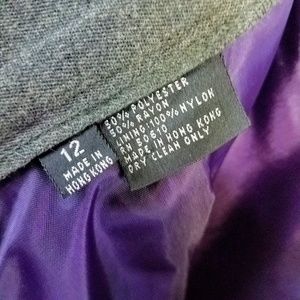 12
MADE IN
HONG KONG
50% POLYESTER
50% RAYON
LINING 100% NYLON
RN 50510
MADE IN HONG KONG
DRY CLEAN ONLY